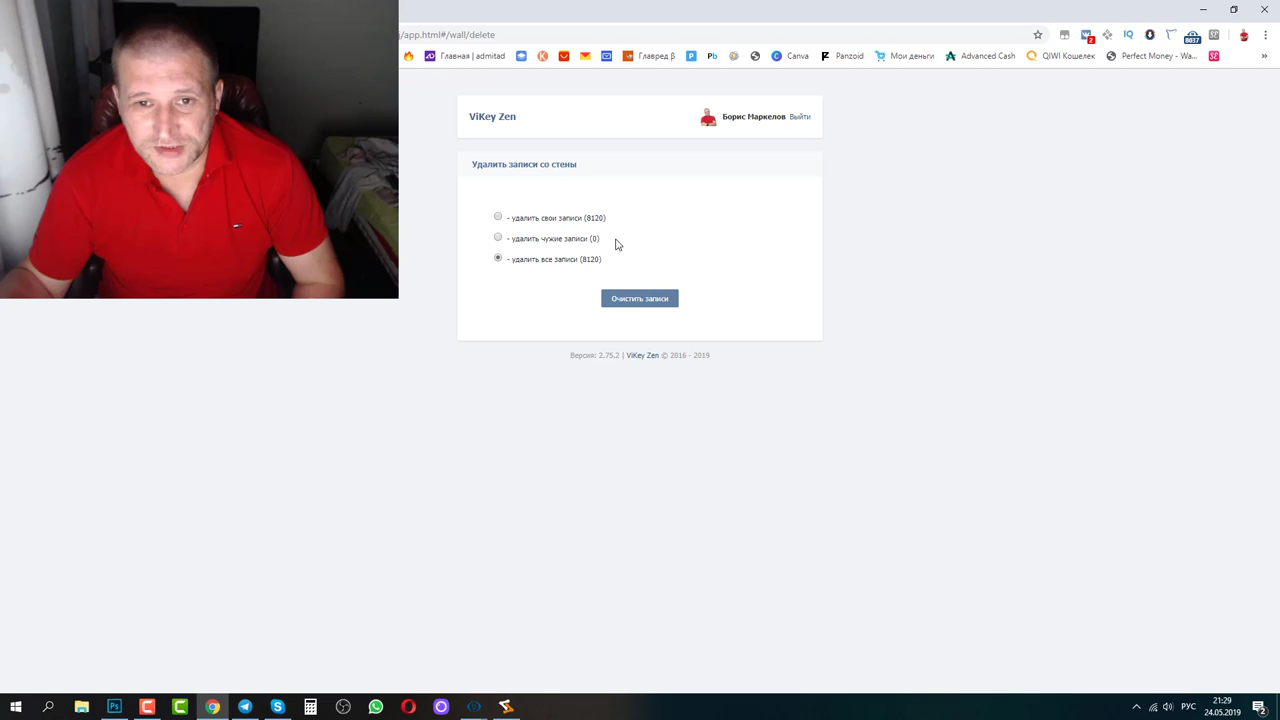 j/app.html#/wall/delete
2
8037
Главная | admitad
Главред β
Pb
Canva
Panzoid
Мои деньги
Advanced Cash
QIWI Кошелек
Perfect Money - Wa...
»
ViKey Zen
Борис Маркелов Выйти
Удалить записи со стены
- удалить свои записи (8120)
- удалить чужие записи (0)
- удалить все записи (8120)
Очистить записи
Версия: 2.75.2 | ViKey Zen © 2016 - 2019
РУС
21:29
24.05.2019